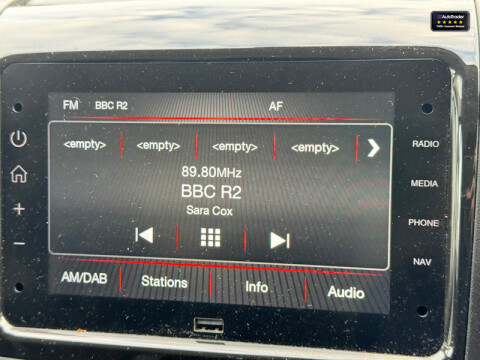 AutoTrader
FM BBC R2 AF
<empty> <empty> <empty> <empty>
89.80MHz
BBC R2
Sara Cox
AM/DAB Stations Info Audio
RADIO
MEDIA
PHONE
NAV